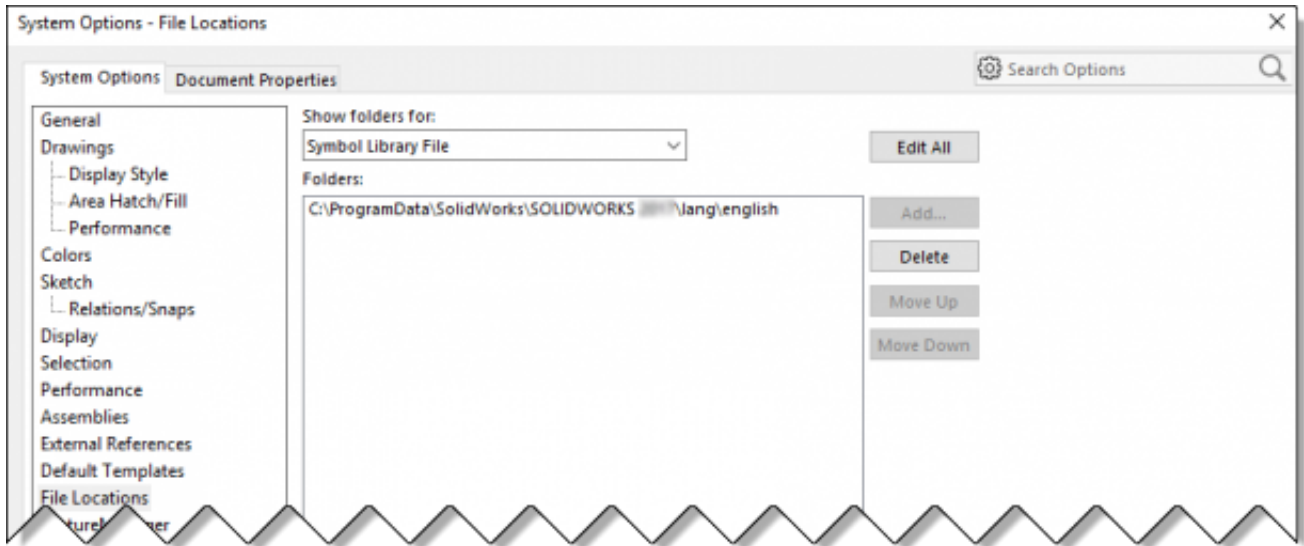 System Options - File Locations
System Options
Document Properties
Search Options
General
Drawings
Display Style
Area Hatch/Fill
Performance
Colors
Sketch
Relations/Snaps
Display
Selection
Performance
Assemblies
External References
Default Templates
File Locations
Show folders for:
Symbol Library File
Folders:
C:\ProgramData\SolidWorks\SOLIDWORKS \lang\english
Edit All
Add...
Delete
Move Up
Move Down